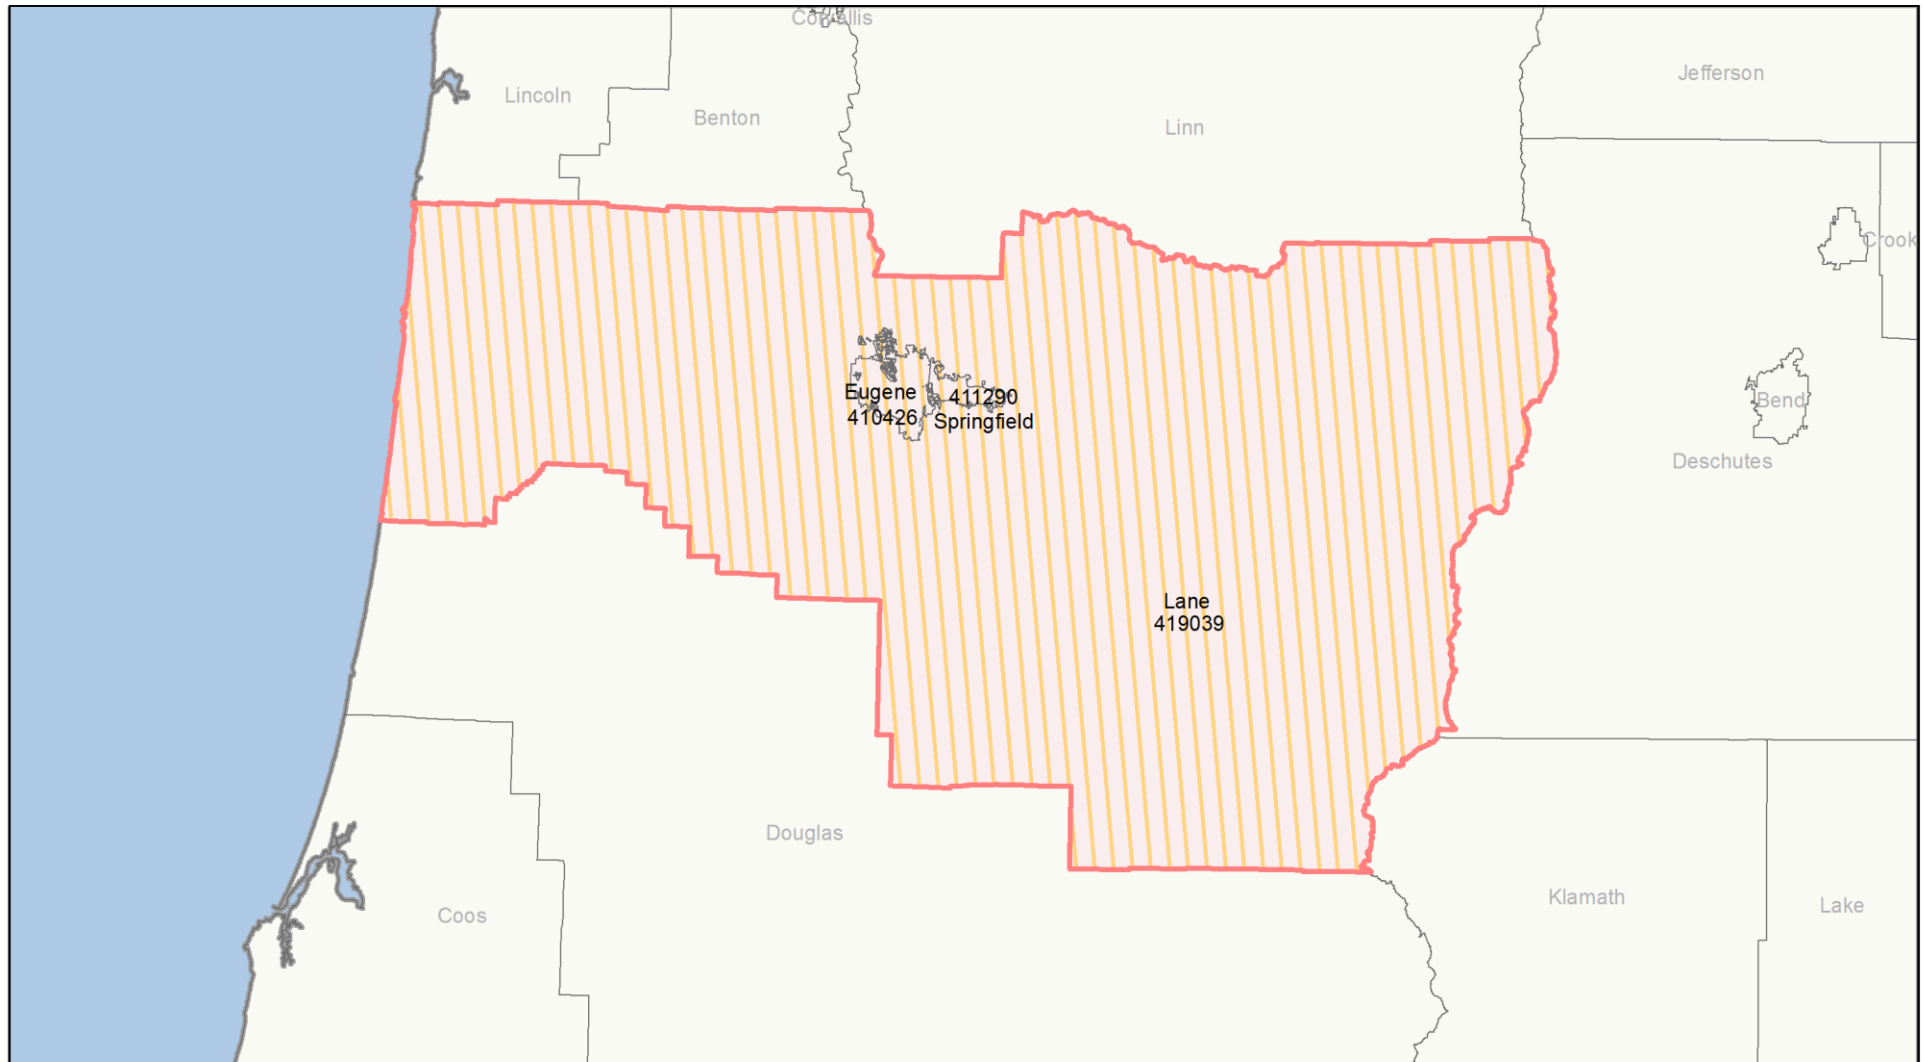 Corvallis
Jefferson
Lincoln
Benton
Linn
Crook
Eugene
410426
411290
Springfield
Bend
Deschutes
Lane
419039
Douglas
Klamath
Lake
Coos